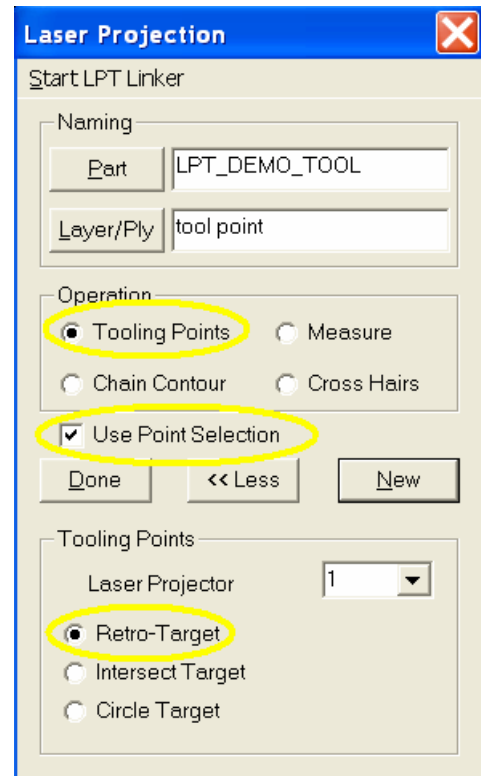 Laser Projection
Start LPT Linker
Naming
Part LPT_DEMO_TOOL
Layer/Ply tool point
Operation
Tooling Points Measure
Chain Contour Cross Hairs
Use Point Selection
Done << Less New
Tooling Points
Laser Projector 1
Retro-Target
Intersect Target
Circle Target